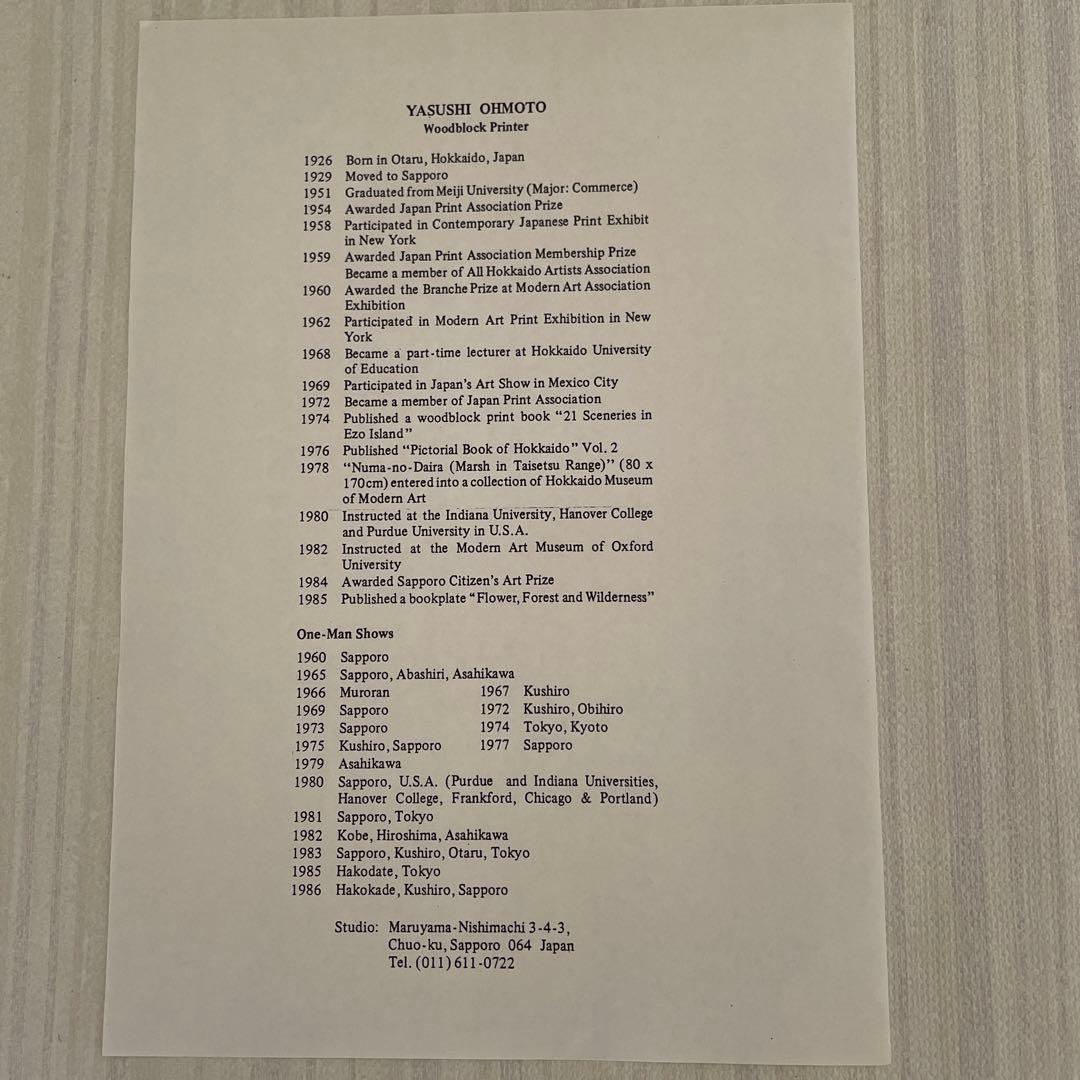 YASUSHI OHMOTO
Woodblock Printer
1926 Born in Otaru, Hokkaido, Japan
1929 Moved to Sapporo
1951 Graduated from Meiji University (Major: Commerce)
1954 Awarded Japan Print Association Prize
1958 Participated in Contemporary Japanese Print Exhibit
in New York
1959 Awarded Japan Print Association Membership Prize
Became a member of All Hokkaido Artists Association
1960 Awarded the Branche Prize at Modern Art Association
Exhibition
1962 Participated in Modern Art Print Exhibition in New
York
1968 Became a part-time lecturer at Hokkaido University
of Education
1969 Participated in Japan's Art Show in Mexico City
1972 Became a member of Japan Print Association
1974 Published a woodblock print book “21 Sceneries in
Ezo Island”
1976 Published “Pictorial Book of Hokkaido” Vol. 2
1978 “Numa-no-Daira (Marsh in Taisetsu Range)” (80 x
170cm) entered into a collection of Hokkaido Museum
of Modern Art
1980 Instructed at the Indiana University, Hanover College
and Purdue University in U.S.A.
1982 Instructed at the Modern Art Museum of Oxford
University
1984 Awarded Sapporo Citizen's Art Prize
1985 Published a bookplate “Flower, Forest and Wilderness”
One-Man Shows
1960 Sapporo
1965 Sapporo, Abashiri, Asahikawa
1966 Muroran 1967 Kushiro
1969 Sapporo 1972 Kushiro, Obihiro
1973 Sapporo 1974 Tokyo, Kyoto
1975 Kushiro, Sapporo 1977 Sapporo
1979 Asahikawa
1980 Sapporo, U.S.A. (Purdue and Indiana Universities,
Hanover College, Frankford, Chicago & Portland)
1981 Sapporo, Tokyo
1982 Kobe, Hiroshima, Asahikawa
1983 Sapporo, Kushiro, Otaru, Tokyo
1985 Hakodate, Tokyo
1986 Hakokade, Kushiro, Sapporo
Studio: Maruyama-Nishimachi 3-4-3,
Chuo-ku, Sapporo 064 Japan
Tel. (011) 611-0722